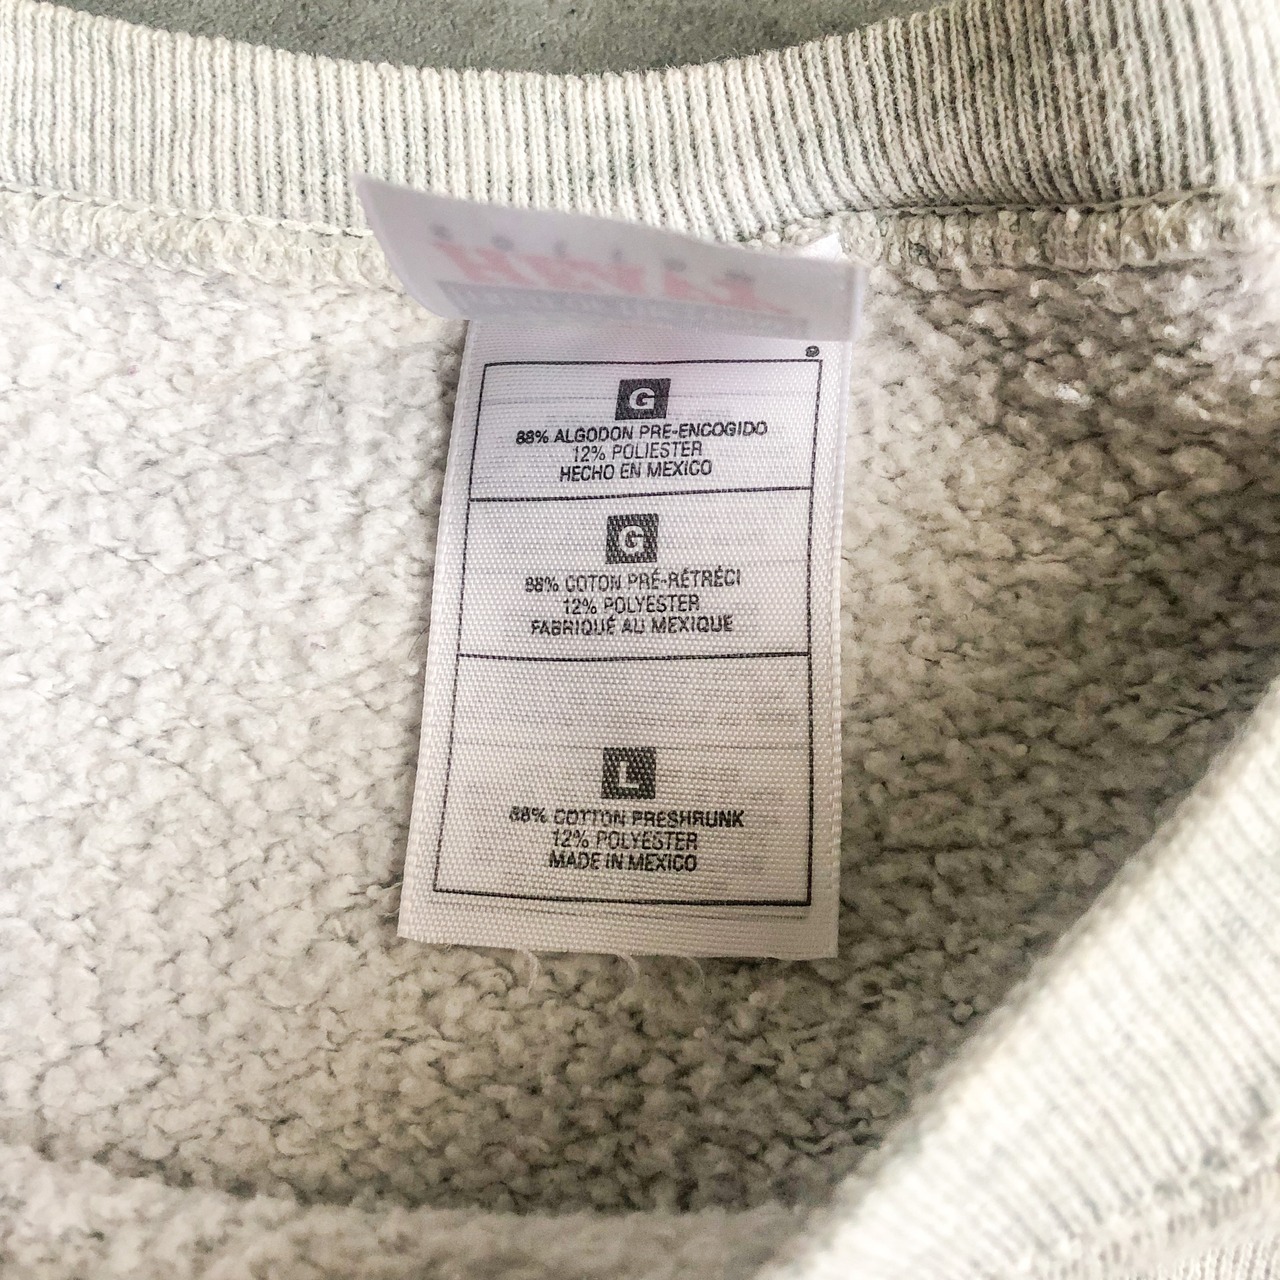 G
88% ALGODON PRE-ENCOGIDO
12% POLIESTER
HECHO EN MEXICO
G
88% COTON PRÉ-RÉTRÉCI
12% POLYESTER
FABRIQUÉ AU MEXIQUE
L
88% COTTON PRESHRUNK
12% POLYESTER
MADE IN MEXICO